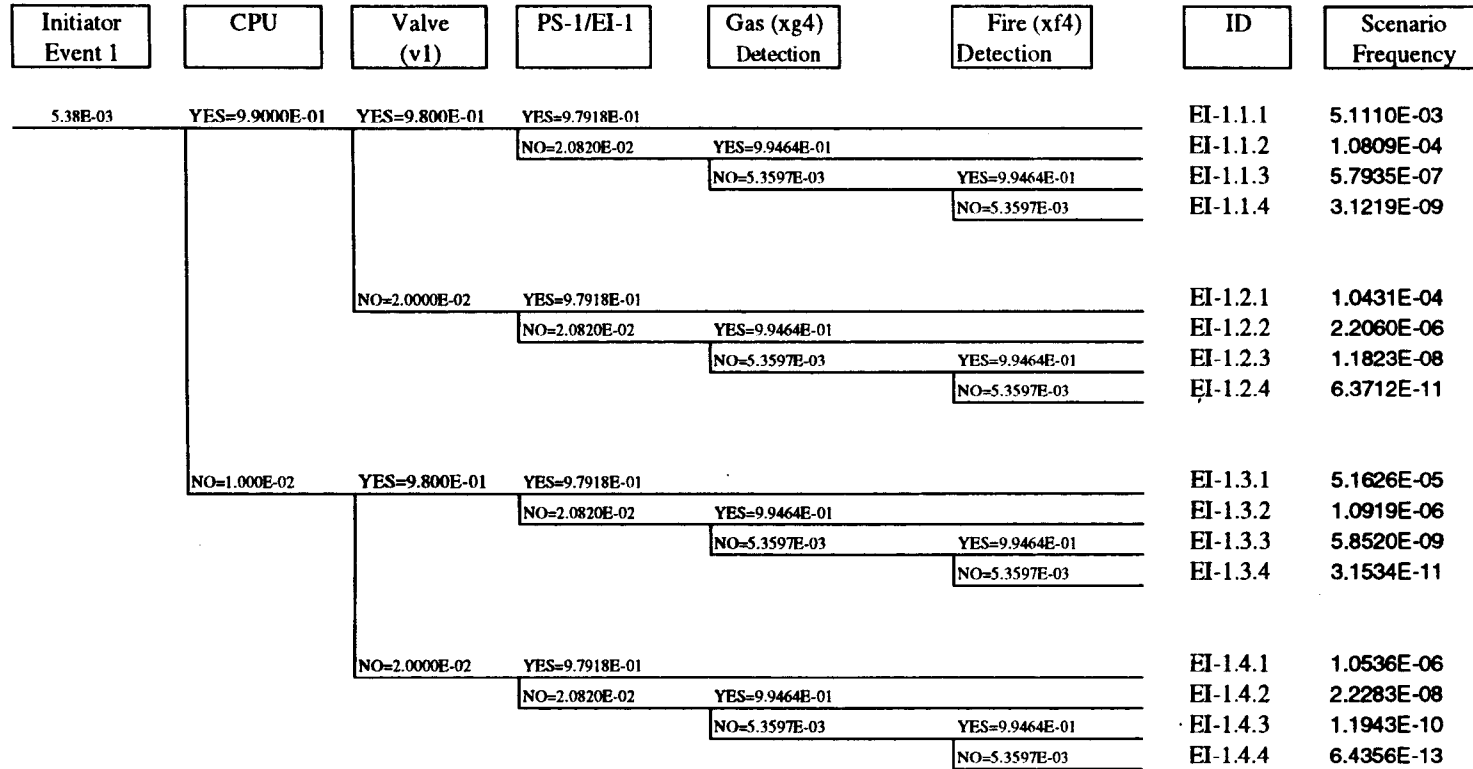 Initiator Event 1
CPU
Valve (v1)
PS-1/EI-1
Gas (xg4) Detection
Fire (xf4) Detection
ID
Scenario Frequency
5.38E-03 YES=9.9000E-01 YES=9.800E-01 YES=9.7918E-01 EI-1.1.1 5.1110E-03
NO=2.0820E-02 YES=9.9464E-01 EI-1.1.2 1.0809E-04
NO=5.3597E-03 YES=9.9464E-01 EI-1.1.3 5.7935E-07
NO=5.3597E-03 EI-1.1.4 3.1219E-09
NO=2.0000E-02 YES=9.7918E-01 EI-1.2.1 1.0431E-04
NO=2.0820E-02 YES=9.9464E-01 EI-1.2.2 2.2060E-06
NO=5.3597E-03 YES=9.9464E-01 EI-1.2.3 1.1823E-08
NO=5.3597E-03 EI-1.2.4 6.3712E-11
NO=1.000E-02 YES=9.800E-01 YES=9.7918E-01 EI-1.3.1 5.1626E-05
NO=2.0820E-02 YES=9.9464E-01 EI-1.3.2 1.0919E-06
NO=5.3597E-03 YES=9.9464E-01 EI-1.3.3 5.8520E-09
NO=5.3597E-03 EI-1.3.4 3.1534E-11
NO=2.0000E-02 YES=9.7918E-01 EI-1.4.1 1.0536E-06
NO=2.0820E-02 YES=9.9464E-01 EI-1.4.2 2.2283E-08
NO=5.3597E-03 YES=9.9464E-01 EI-1.4.3 1.1943E-10
NO=5.3597E-03 EI-1.4.4 6.4356E-13